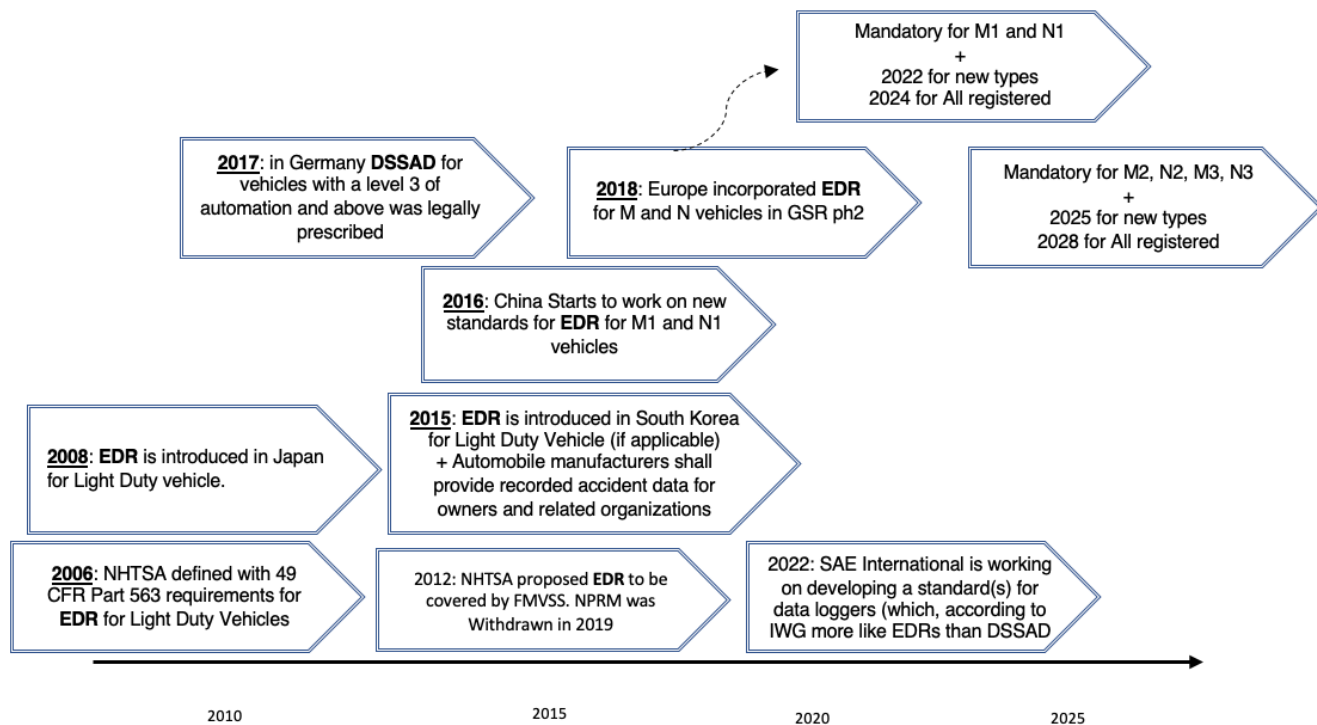 Mandatory for M1 and N1
+
2022 for new types
2024 for All registered
2017: in Germany DSSAD for
vehicles with a level 3 of
automation and above was legally
prescribed
2018: Europe incorporated EDR
for M and N vehicles in GSR ph2
Mandatory for M2, N2, M3, N3
+
2025 for new types
2028 for All registered
2016: China Starts to work on new
standards for EDR for M1 and N1
vehicles
2008: EDR is introduced in Japan
for Light Duty vehicle.
2015: EDR is introduced in South Korea
for Light Duty Vehicle (if applicable)
+ Automobile manufacturers shall
provide recorded accident data for
owners and related organizations
2006: NHTSA defined with 49
CFR Part 563 requirements for
EDR for Light Duty Vehicles
2012: NHTSA proposed EDR to be
covered by FMVSS. NPRM was
Withdrawn in 2019
2022: SAE International is working
on developing a standard(s) for
data loggers (which, according to
IWG more like EDRs than DSSAD
2010
2015
2020
2025